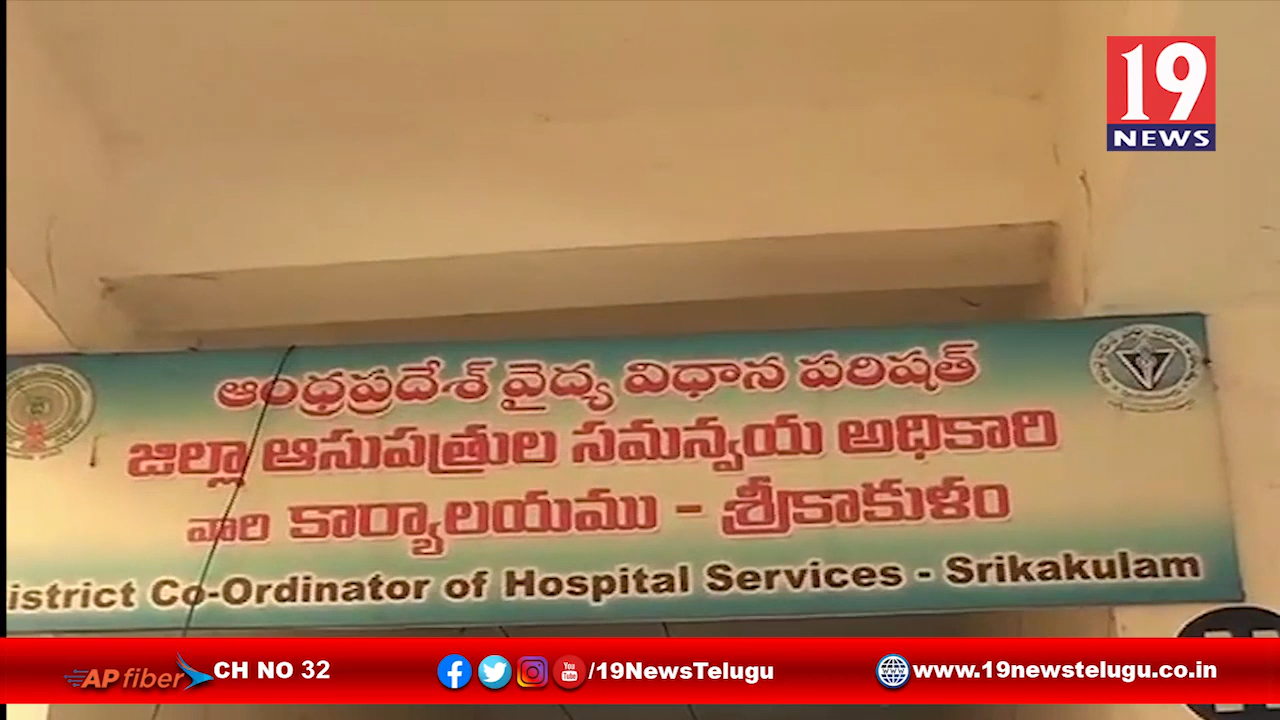 19
NEWS
ఆంధ్రప్రదేశ్ వైద్య విధాన పరిషత్
జిల్లా ఆసుపత్రుల సమన్వయ అధికారి
వారి కార్యాలయము - శ్రీకాకుళం
istrict Co-Ordinator of Hospital Services - Srikakulam
AP fiber CH NO 32 /19NewsTelugu www.19newstelugu.co.in